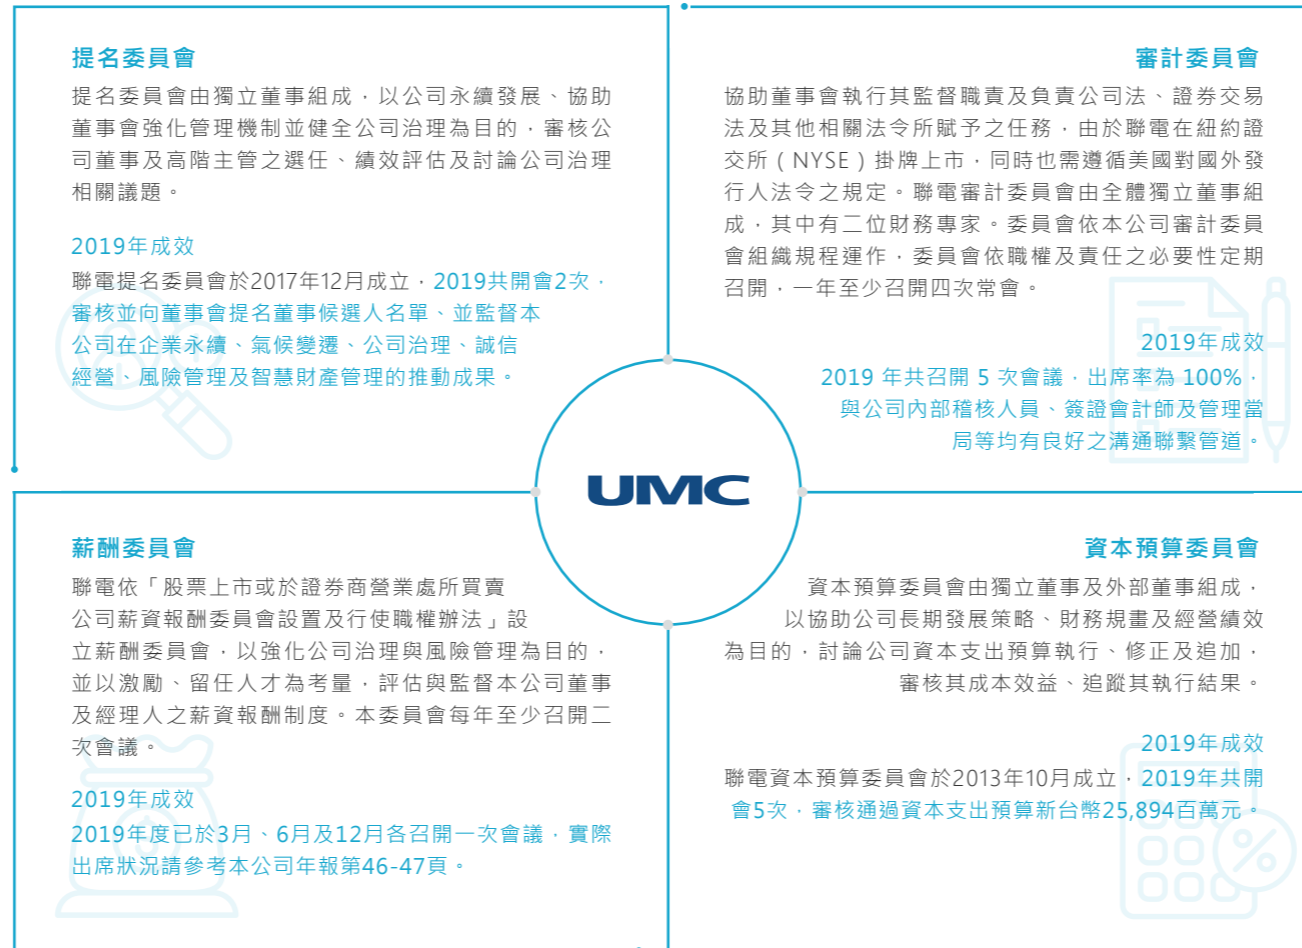 提名委員會
提名委員會由獨立董事組成，以公司永續發展、協助
董事會強化管理機制並健全公司治理為目的，審核公
司董事及高階主管之選任、績效評估及討論公司治理
相關議題。
2019年成效
聯電提名委員會於2017年12月成立，2019共開會2次，
審核並向董事會提名董事候選人名單、並監督本
公司在企業永續、氣候變遷、公司治理、誠信
經營、風險管理及智慧財產管理的推動成果。
審計委員會
協助董事會執行其監督職責及負責公司法、證券交易
法及其他相關法令所賦予之任務，由於聯電在紐約證
交所（NYSE）掛牌上市，同時也需遵循美國對國外發
行人法令之規定。聯電審計委員會由全體獨立董事組
成，其中有二位財務專家。委員會依本公司審計委員
會組織規程運作，委員會依職權及責任之必要性定期
召開，一年至少召開四次常會。
2019年成效
2019 年共召開 5 次會議，出席率為 100%，
與公司內部稽核人員、簽證會計師及管理當
局等均有良好之溝通聯繫管道。
UMC
薪酬委員會
聯電依「股票上市或於證券商營業處所買賣
公司薪資報酬委員會設置及行使職權辦法」設
立薪酬委員會，以強化公司治理與風險管理為目的，
並以激勵、留任人才為考量，評估與監督本公司董事
及經理人之薪資報酬制度。本委員會每年至少召開二
次會議。
2019年成效
2019年度已於3月、6月及12月各召開一次會議，實際
出席狀況請參考本公司年報第46-47頁。
資本預算委員會
資本預算委員會由獨立董事及外部董事組成，
以協助公司長期發展策略、財務規畫及經營績效
為目的，討論公司資本支出預算執行、修正及追加，
審核其成本效益、追蹤其執行結果。
2019年成效
聯電資本預算委員會於2013年10月成立，2019年共開
會5次，審核通過資本支出預算新台幣25,894百萬元。